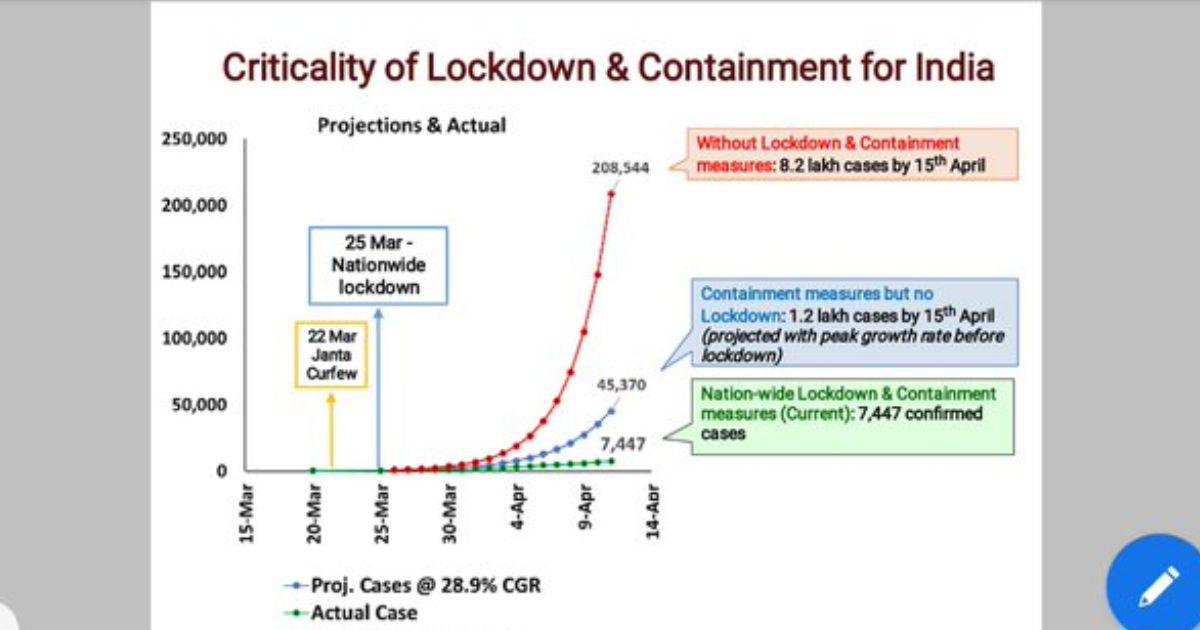 Criticality of Lockdown & Containment for India
Projections & Actual
250,000
200,000
150,000
100,000
50,000
0
15-Mar
20-Mar
25-Mar
30-Mar
4-Apr
9-Apr
14-Apr
22 Mar
Janta
Curfew
25 Mar -
Nationwide
lockdown
208,544
45,370
7,447
Without Lockdown & Containment
measures: 8.2 lakh cases by 15th April
Containment measures but no
Lockdown: 1.2 lakh cases by 15th April
(projected with peak growth rate before
lockdown)
Nation-wide Lockdown & Containment
measures (Current): 7,447 confirmed
cases
Proj. Cases @ 28.9% CGR
Actual Case